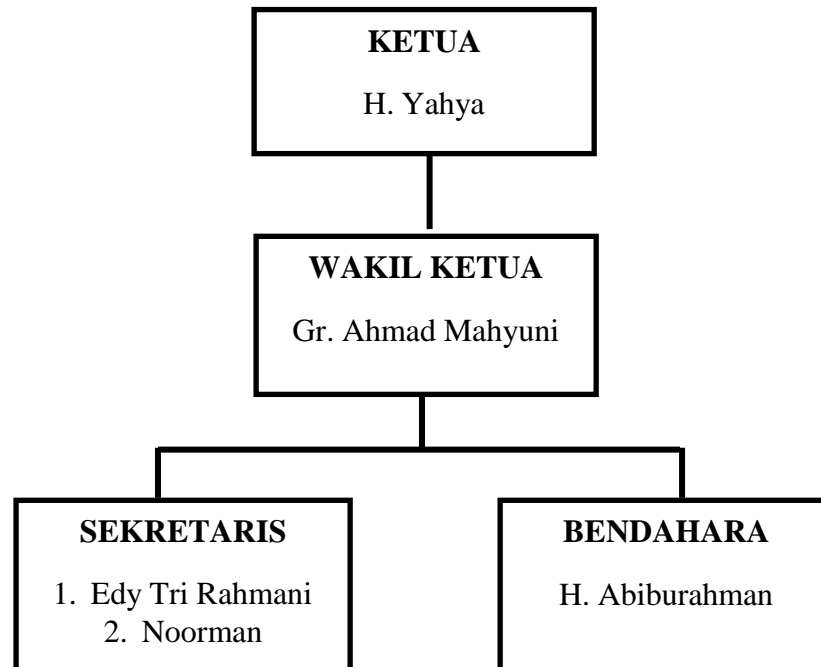 KETUA
H. Yahya
WAKIL KETUA
Gr. Ahmad Mahyuni
SEKRETARIS
1. Edy Tri Rahmani
2. Noorman
BENDAHARA
H. Abiburahman